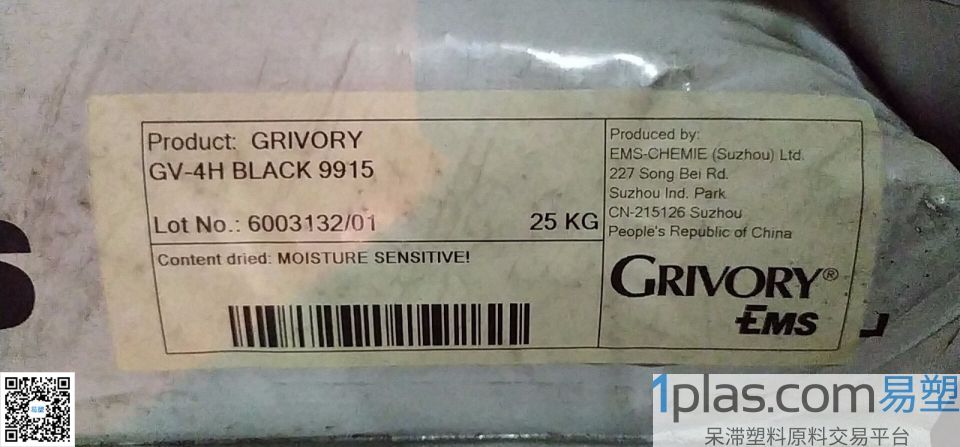 Product: GRIVORY
GV-4H BLACK 9915
Lot No.: 6003132/01
25 KG
Content dried: MOISTURE SENSITIVE!
Produced by:
EMS-CHEMIE (Suzhou) Ltd.
227 Song Bei Rd.
Suzhou Ind. Park
CN-215126 Suzhou
People's Republic of China
GRIVORY®
EMS
S
易塑
1plas.com易塑
呆滞塑料原料交易平台